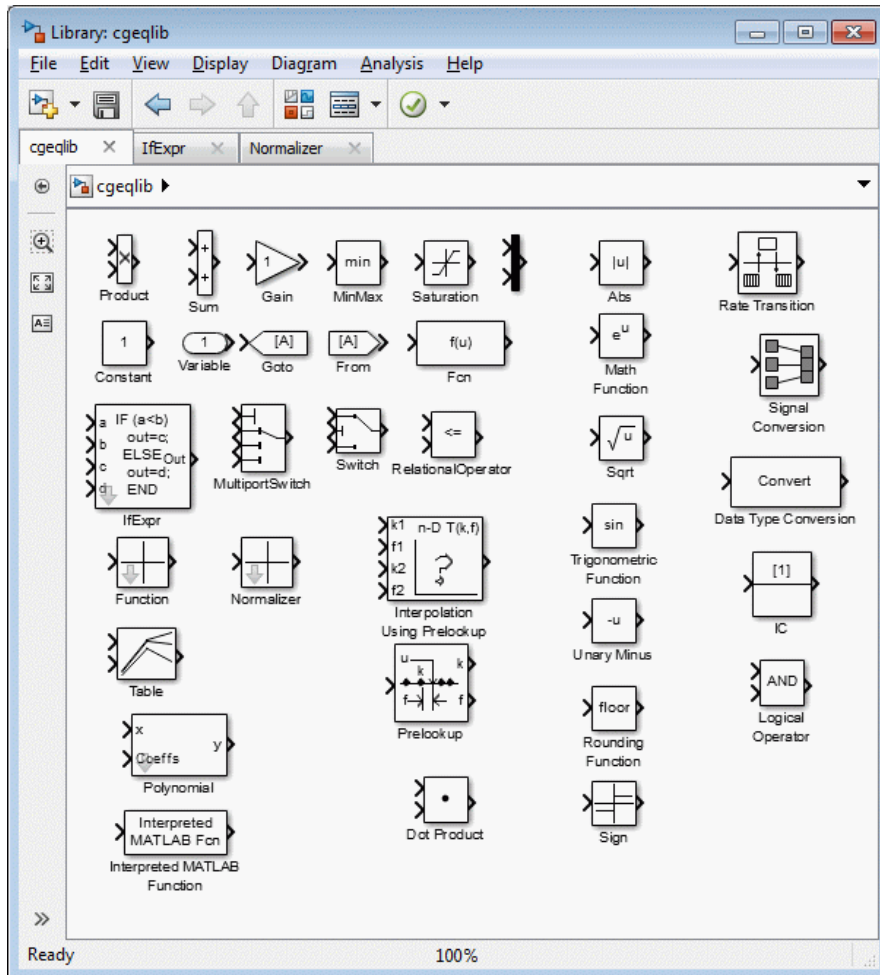 Library: cgeqlib
File Edit View Display Diagram Analysis Help
cgeqlib IfExpr Normalizer
cgeqlib
Product
+
+
Sum
1
Gain
min
MinMax
Saturation
|u|
Abs
Rate Transition
1
Constant
1
Variable
[A]
Goto
[A]
From
f(u)
Fcn
e^u
Math
Function
Signal
Conversion
a
b
c
d
IF (a<b)
out=c;
ELSE
out=d;
END
Out
IfExpr
MultiportSwitch
Switch
<=
RelationalOperator
√u
Sqrt
Convert
Data Type Conversion
Function
Normalizer
k1
f1
k2
f2
n-D T(k,f)
Interpolation
Using Prelookup
sin
Trigonometric
Function
[1]
IC
Table
u
k
k
f
f
Prelookup
-u
Unary Minus
AND
Logical
Operator
x
Coeffs
y
Polynomial
floor
Rounding
Function
Interpreted
MATLAB Fcn
Interpreted MATLAB
Function
Dot Product
Sign
Ready 100%